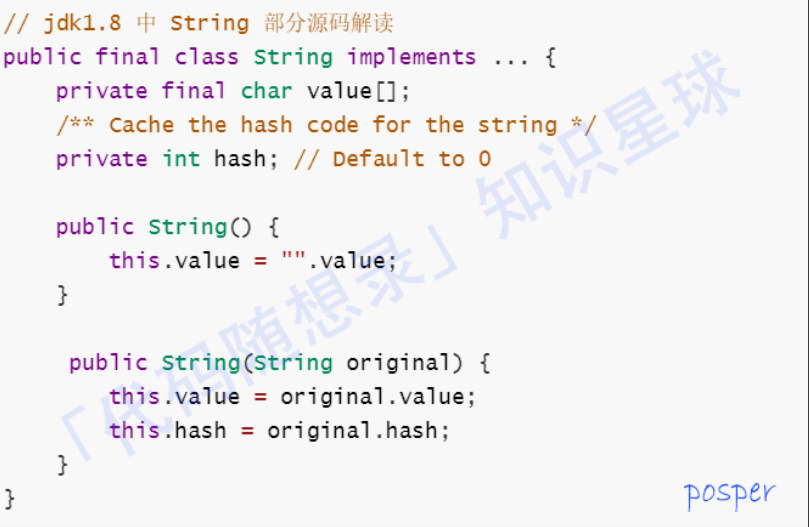 // jdk1.8 中 String 部分源码解读
public final class String implements ... {
    private final char value[];
    /** Cache the hash code for the string */
    private int hash; // Default to 0

    public String() {
        this.value = "".value;
    }

     public String(String original) {
        this.value = original.value;
        this.hash = original.hash;
    }
}
「代码随想录」知识星球
posper